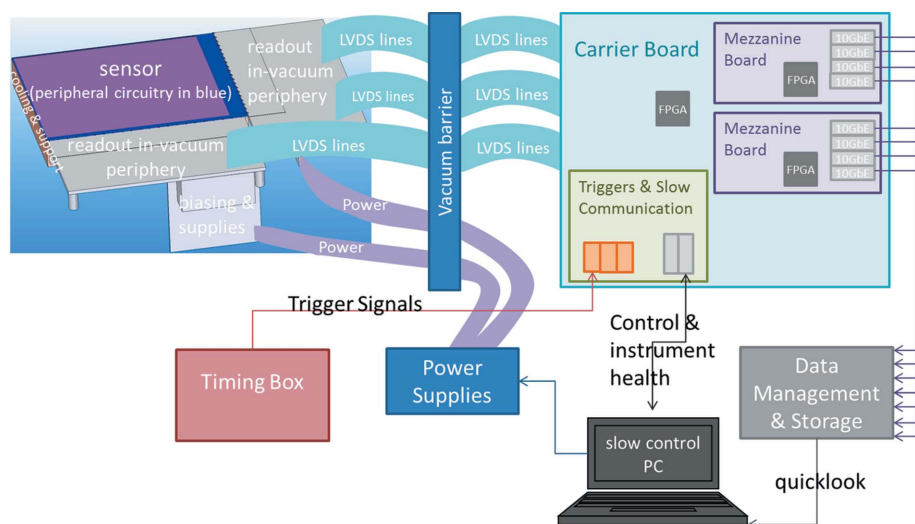 sensor
(peripheral circuitry in blue)
cooling & support
readout
in-vacuum
periphery
readout in-vacuum
periphery
biasing &
supplies
LVDS lines
LVDS lines
LVDS lines
Power
Power
Vacuum barrier
LVDS lines
LVDS lines
LVDS lines
Carrier Board
FPGA
Mezzanine
Board
FPGA
10GbE
10GbE
10GbE
10GbE
Mezzanine
Board
FPGA
10GbE
10GbE
10GbE
10GbE
Triggers & Slow
Communication
Trigger Signals
Timing Box
Power
Supplies
Control &
instrument
health
slow control
PC
Data
Management
& Storage
quicklook